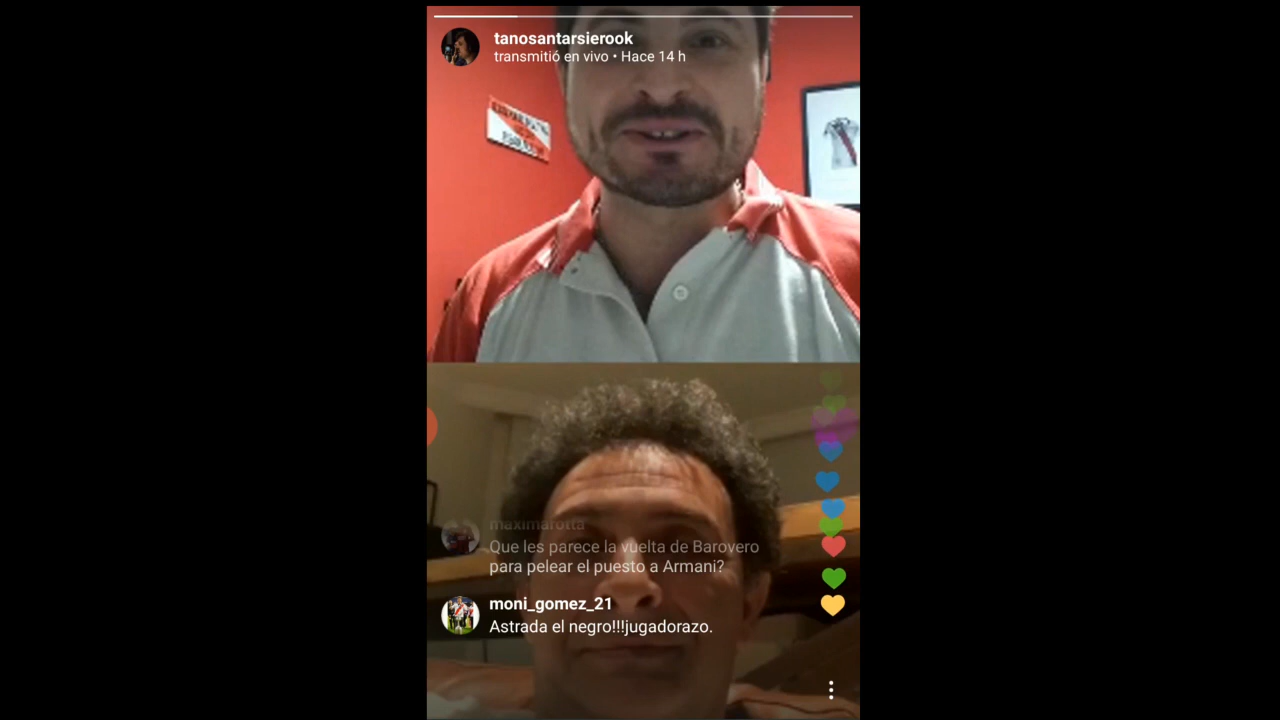 tanosantarsierook
transmitió en vivo • Hace 14 h
maximarotta
Que les parece la vuelta de Barovero
para pelear el puesto a Armani?
moni_gomez_21
Astrada el negro!!!jugadorazo.